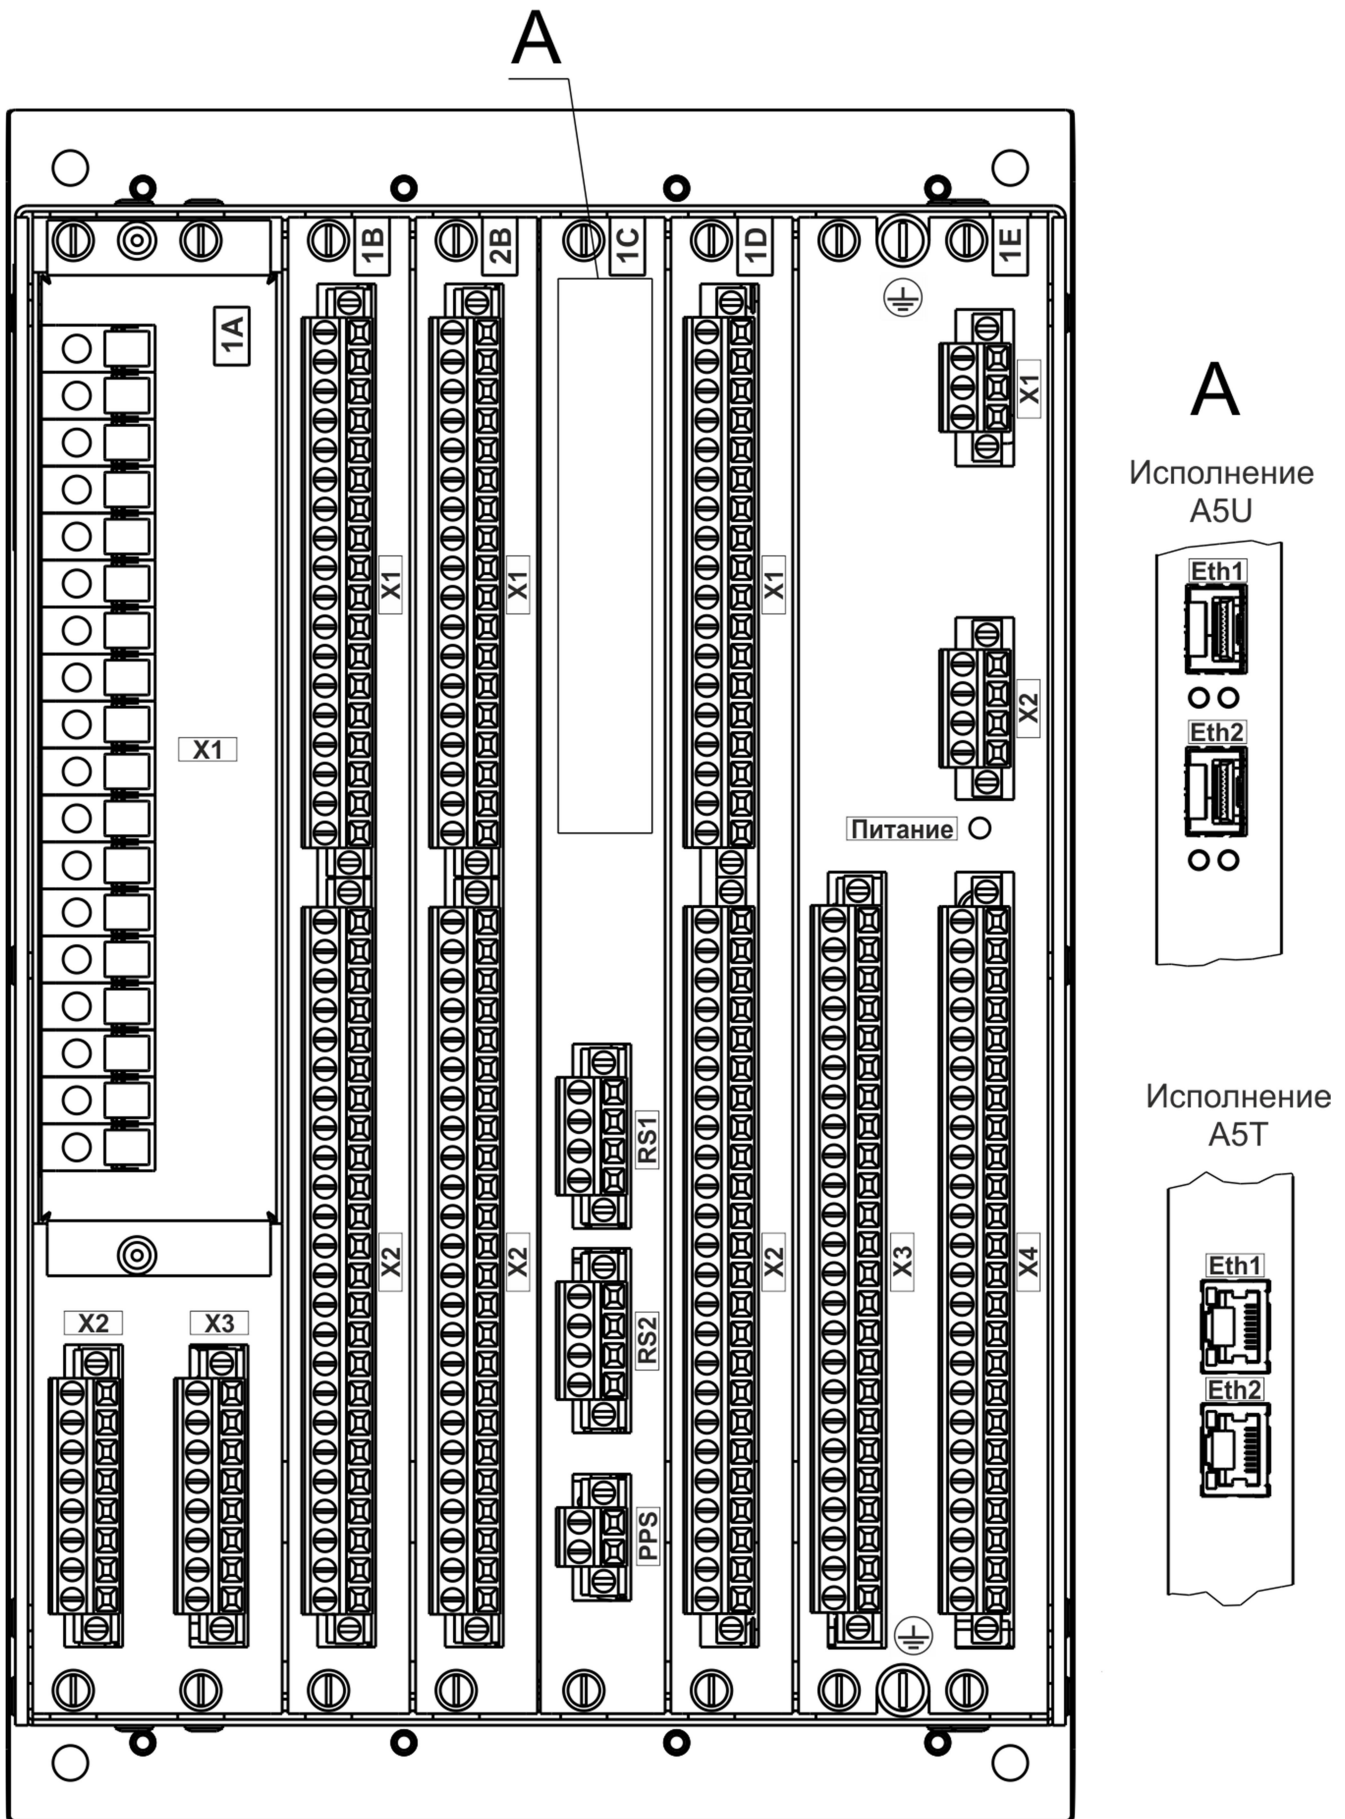 А
1B
2B
1C
1D
1E
1A
X1
X1
X1
X1
X1
X2
Питание
X2
X2
X2
X3
X4
RS1
RS2
PPS
X2
X3
А
Исполнение
A5U
Eth1
Eth2
Исполнение
A5T
Eth1
Eth2